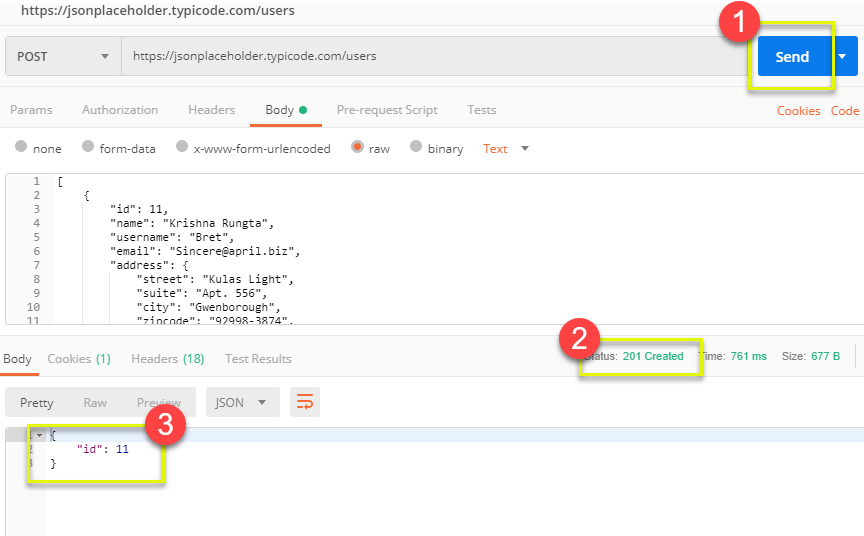 https://jsonplaceholder.typicode.com/users
1
POST https://jsonplaceholder.typicode.com/users Send
Params Authorization Headers Body Pre-request Script Tests Cookies Code
none form-data x-www-form-urlencoded raw binary Text
1 [
2 {
3 "id": 11,
4 "name": "Krishna Rungta",
5 "username": "Bret",
6 "email": "Sincere@april.biz",
7 "address": {
8 "street": "Kulas Light",
9 "suite": "Apt. 556",
10 "city": "Gwenborough",
11 "zipcode": "92998-3874",
2
Body Cookies (1) Headers (18) Test Results Status: 201 Created Time: 761 ms Size: 677 B
Pretty Raw Preview JSON
3
1 {
2 "id": 11
3 }